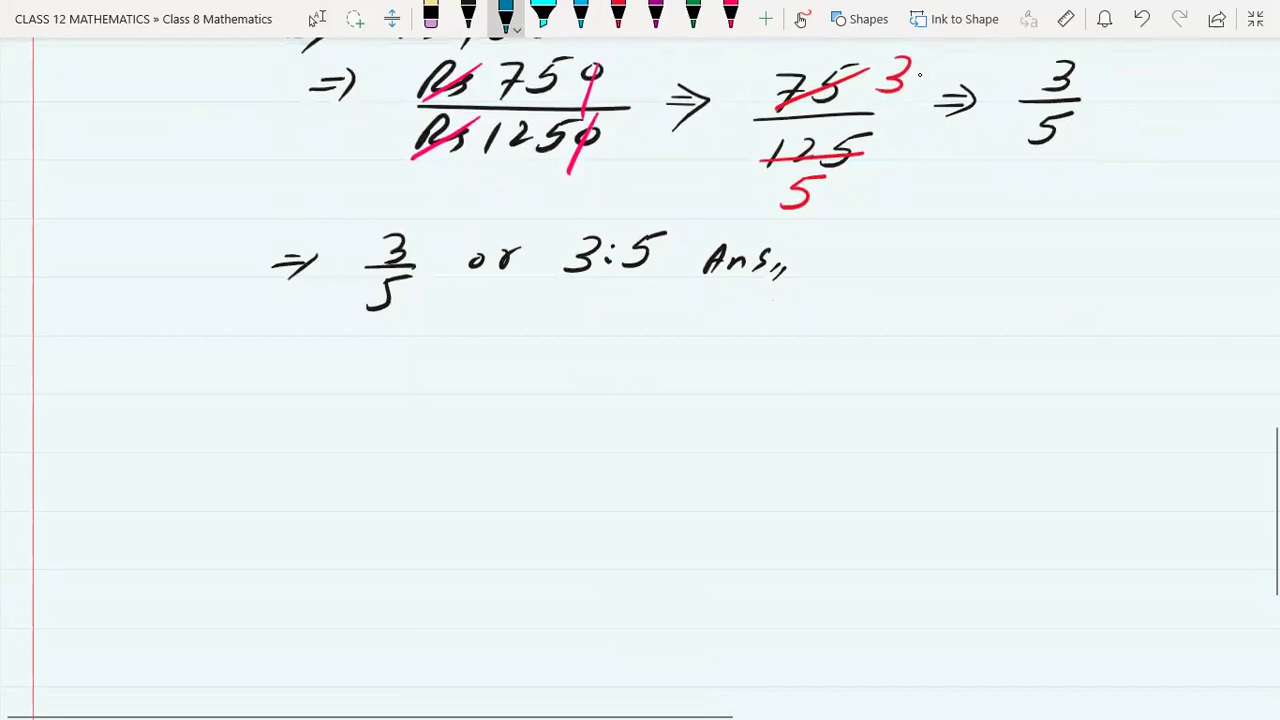 CLASS 12 MATHEMATICS » Class 8 Mathematics Shapes Ink to Shape
=> Rs 750 / Rs 1250 => 75 3 / 125 5 => 3/5
=> 3/5 or 3:5 Ans,,